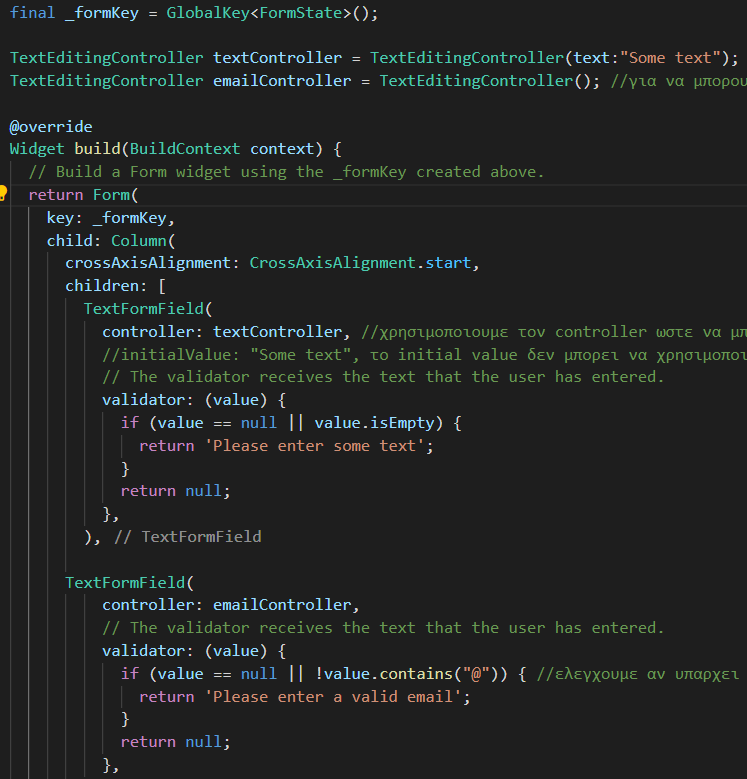 final _formKey = GlobalKey<FormState>();
TextEditingController textController = TextEditingController(text:"Some text");
TextEditingController emailController = TextEditingController(); //για να
@override
Widget build(BuildContext context) {
// Build a Form widget using the _formKey created above.
return Form(
key: _formKey,
child: Column(
crossAxisAlignment: CrossAxisAlignment.start,
children: [
TextFormField(
controller: textController, //χρησιμοποιουμε τον controller ωστε να
//initialValue: "Some text", το initial value δεν μπορει να
// The validator receives the text that the user has entered.
validator: (value) {
if (value == null || value.isEmpty) {
return 'Please enter some text';
}
return null;
},
), // TextFormField
TextFormField(
controller: emailController,
// The validator receives the text that the user has entered.
validator: (value) {
if (value == null || !value.contains("@")) { //ελεγχουμε αν υπαρχει
return 'Please enter a valid email';
}
return null;
},